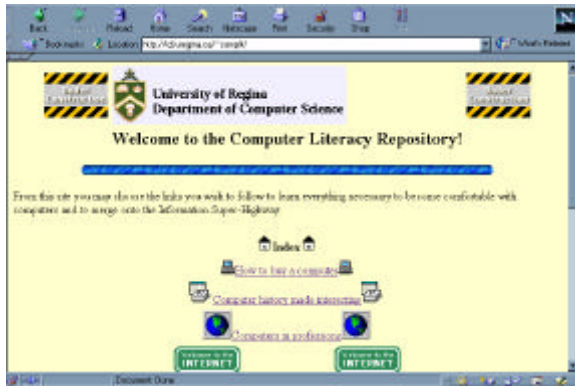 Back Reload Home Search Netscape Print Security Stop
Bookmarks Location What's Related
University of Regina
Department of Computer Science
Welcome to the Computer Literacy Repository!
From this site you may choose the links you wish to follow to learn everything necessary to become comfortable with
computers and to merge onto the Information Super-Highway
Index
How to buy a computer
Computer history made interesting
Computers in professions
INTERNET INTERNET
Document: Done